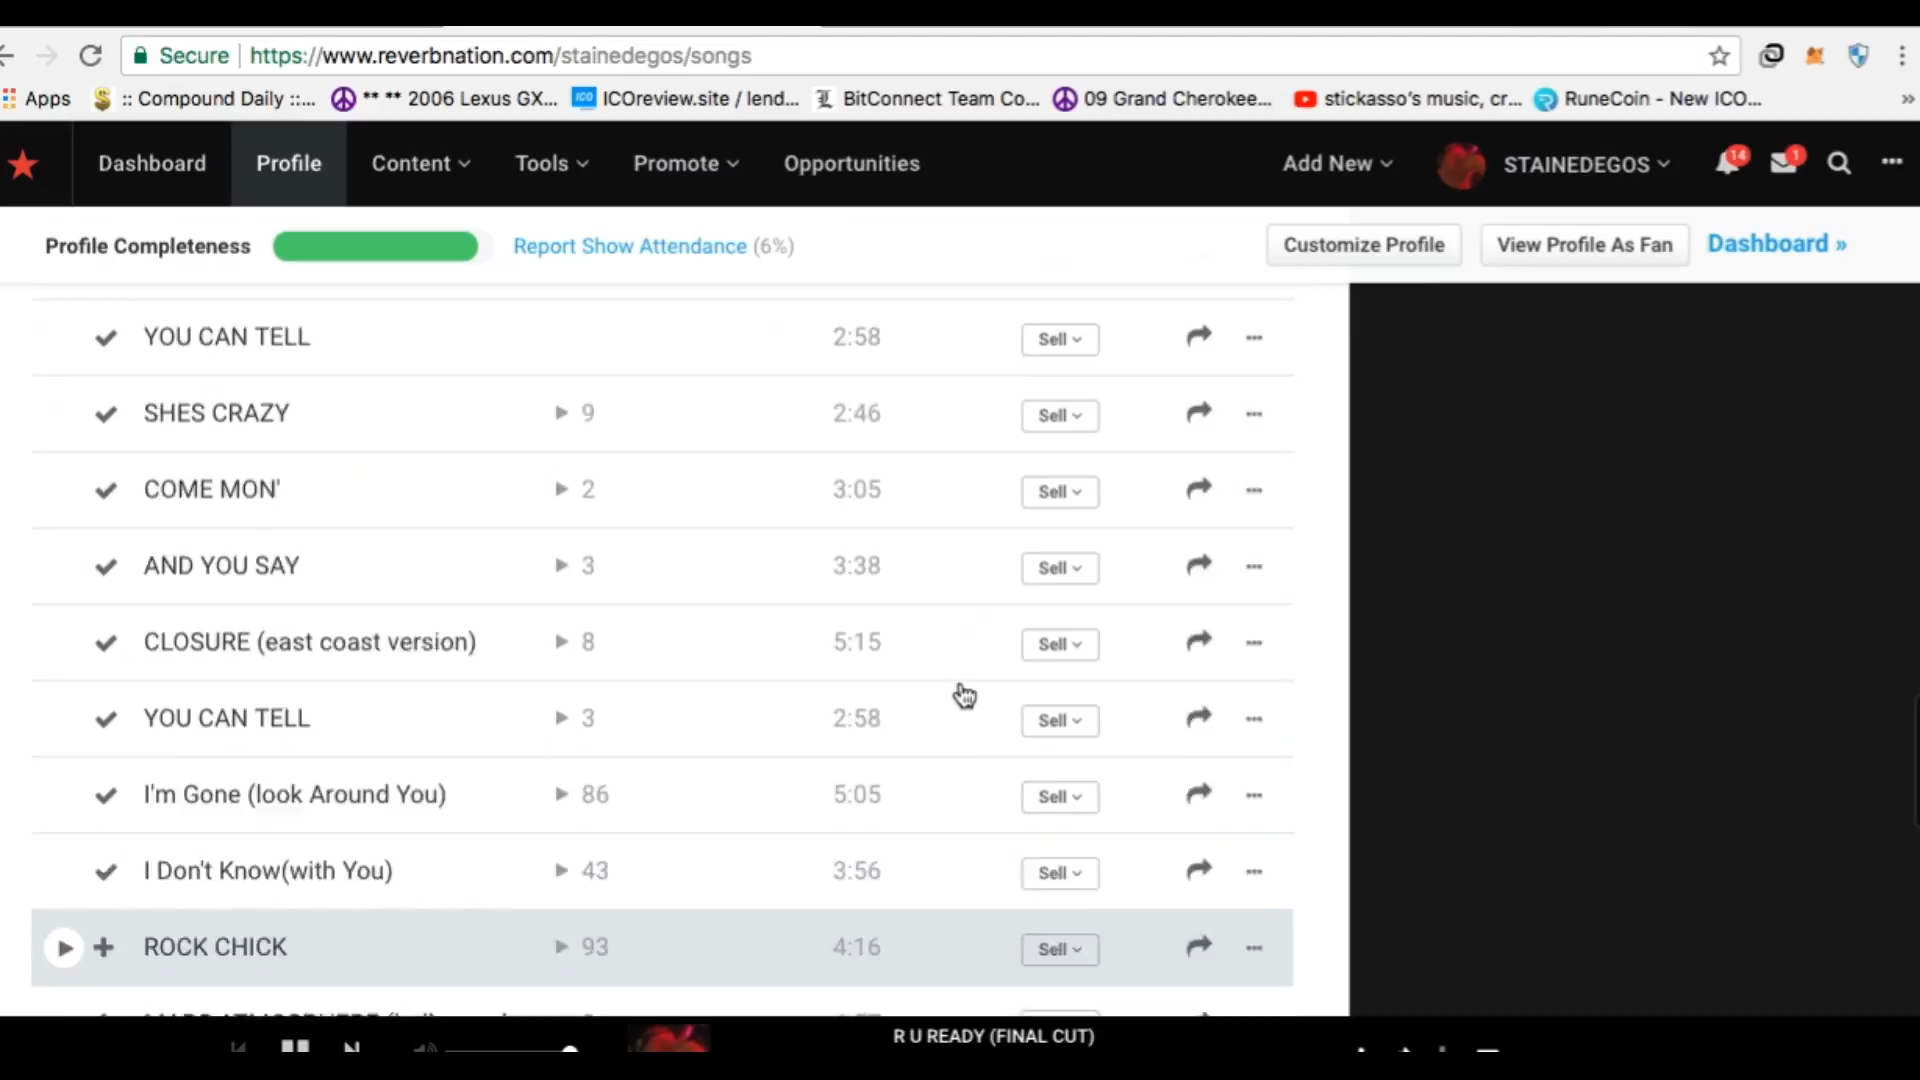 Secure https://www.reverbnation.com/stainedegos/songs
Apps :: Compound Daily ::... ** ** 2006 Lexus GX... ICO ICOreview.site / lend... BitConnect Team Co... 09 Grand Cherokee... stickasso's music, cr... RuneCoin - New ICO... »
Dashboard Profile Content Tools Promote Opportunities Add New STAINEDEGOS 14 1
Profile Completeness Report Show Attendance (6%) Customize Profile View Profile As Fan Dashboard »
YOU CAN TELL 2:58 Sell
SHES CRAZY 9 2:46 Sell
COME MON' 2 3:05 Sell
AND YOU SAY 3 3:38 Sell
CLOSURE (east coast version) 8 5:15 Sell
YOU CAN TELL 3 2:58 Sell
I'm Gone (look Around You) 86 5:05 Sell
I Don't Know(with You) 43 3:56 Sell
ROCK CHICK 93 4:16 Sell
R U READY (FINAL CUT)